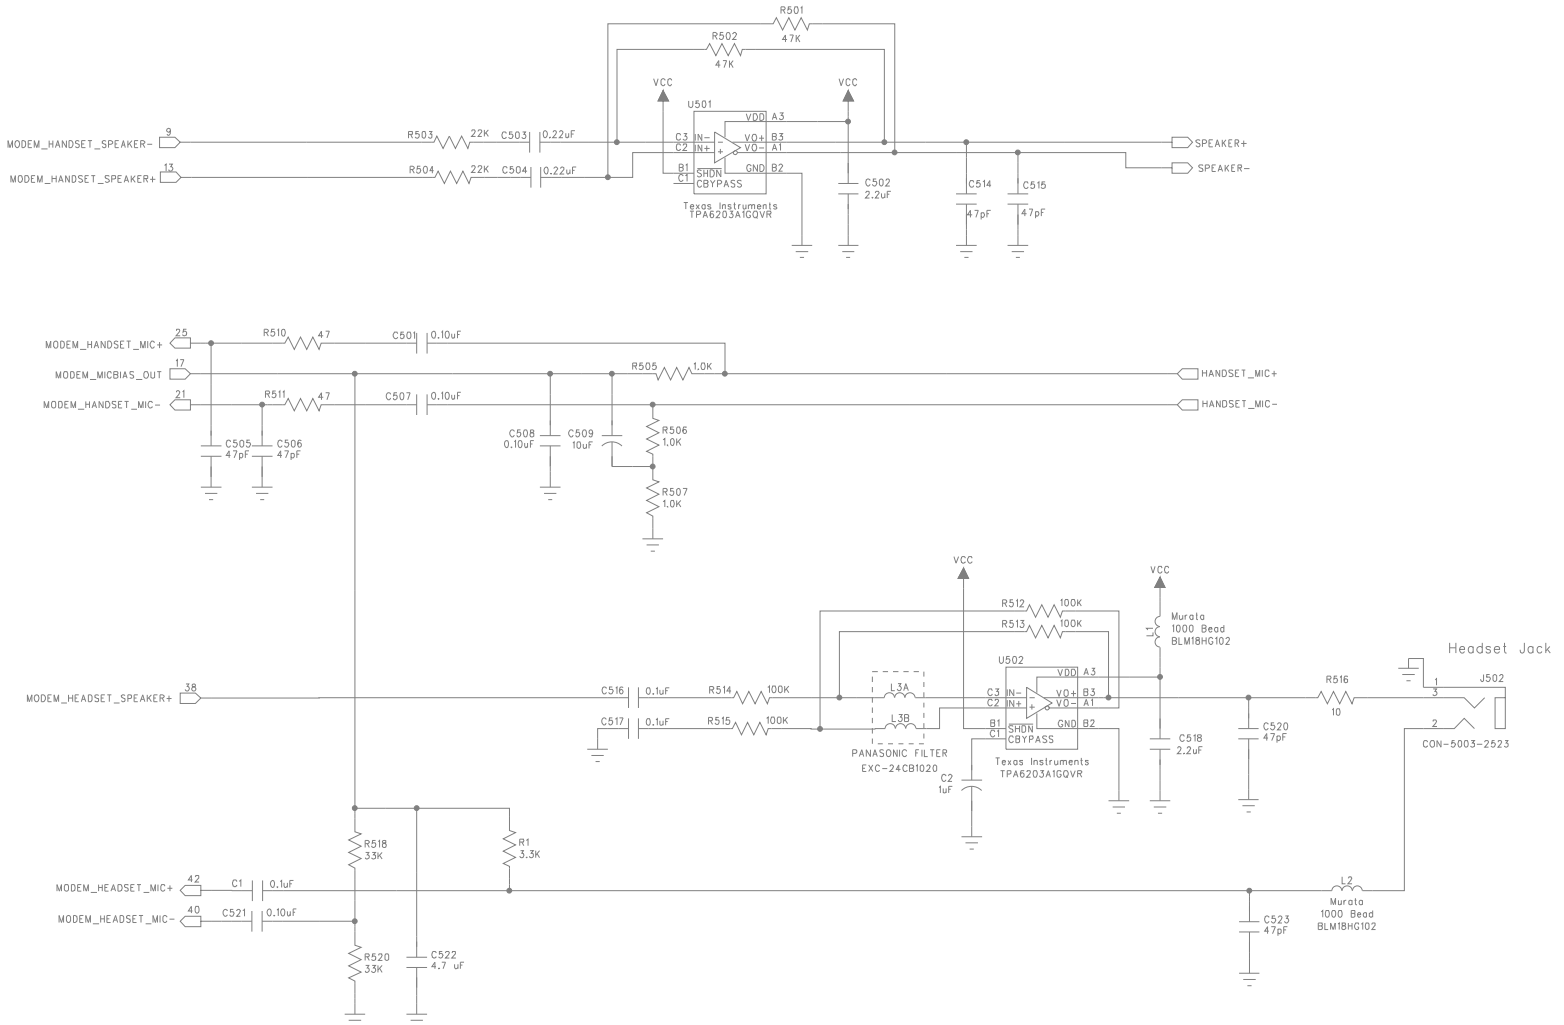 R501
47K
R502
47K
VCC
VCC
U501
VDD A3
9
MODEM_HANDSET_SPEAKER-
R503 22K
C503 0.22uF
C3 IN- VO+ B3
C2 IN+ VO- A1
SPEAKER+
13
MODEM_HANDSET_SPEAKER+
R504 22K
C504 0.22uF
B1 SHDN GND B2
C1 CBYPASS
SPEAKER-
C502
2.2uF
C514
47pF
C515
47pF
Texas Instruments
TPA6203A1GQVR
25
MODEM_HANDSET_MIC+
R510 47
C501 0.10uF
17
MODEM_MICBIAS_OUT
R505 1.0K
HANDSET_MIC+
21
MODEM_HANDSET_MIC-
R511 47
C507 0.10uF
HANDSET_MIC-
C505
47pF
C506
47pF
C508
0.10uF
C509
10uF
R506
1.0K
R507
1.0K
VCC
VCC
R512 100K
R513 100K
L1
Murata
1000 Bead
BLM18HG102
Headset Jack
U502
VDD A3
J502
38
MODEM_HEADSET_SPEAKER+
C516 0.1uF
R514 100K
L3A
C3 IN- VO+ B3
C2 IN+ VO- A1
R516
10
1
3
C517 0.1uF
R515 100K
L3B
B1 SHDN GND B2
C1 CBYPASS
2
CON-5003-2523
PANASONIC FILTER
EXC-24CB1020
Texas Instruments
TPA6203A1GQVR
C518
2.2uF
C520
47pF
C2
1uF
R518
33K
R1
3.3K
42
MODEM_HEADSET_MIC+
C1 0.1uF
L2
Murata
1000 Bead
BLM18HG102
40
MODEM_HEADSET_MIC-
C521 0.10uF
C523
47pF
R520
33K
C522
4.7 uF